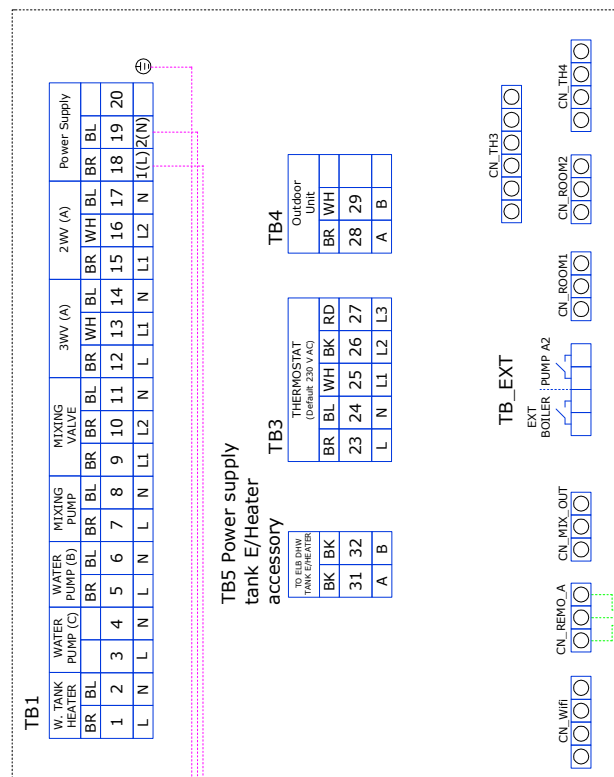 TB1
W. TANK
HEATER
WATER
PUMP (C)
WATER
PUMP (B)
MIXING
PUMP
MIXING
VALVE
3WV (A)
2WV (A)
Power Supply
BR BL BR BL BR BL BR BR BL BR WH BL BR WH BL BR BL
1 2 3 4 5 6 7 8 9 10 11 12 13 14 15 16 17 18 19 20
L N L N L N L N L1 L2 N L L1 N L1 L2 N 1(L) 2(N)
TB5 Power supply
tank E/Heater
accessory
TO ELB DHW
TANK E/HEATER
BK BK
31 32
A B
TB3
THERMOSTAT
(Default 230 V AC)
BR BL WH BK RD
23 24 25 26 27
L N L1 L2 L3
TB4
Outdoor
Unit
BR WH
28 29
A B
CN_Wifi
CN_REMO_A
CN_MIX_OUT
TB_EXT
EXT
BOILER
PUMP A2
CN_ROOM1
CN_ROOM2
CN_TH3
CN_TH4